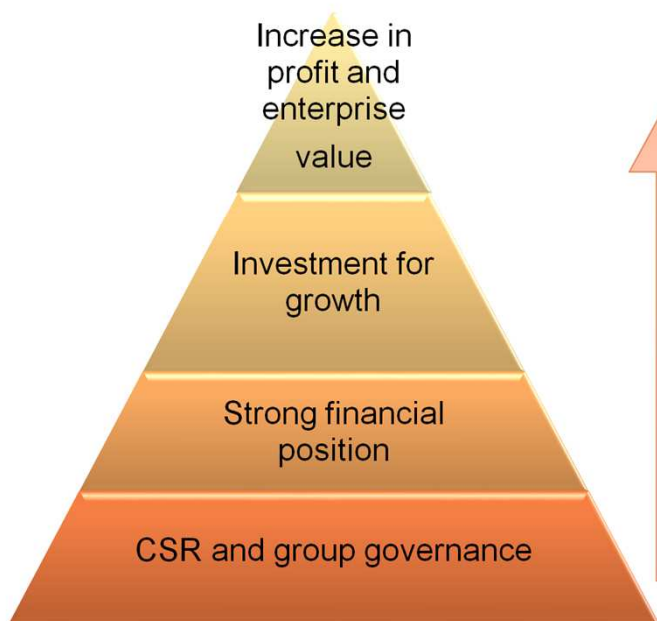 Increase in
profit and
enterprise
value
Investment for
growth
Strong financial
position
CSR and group governance